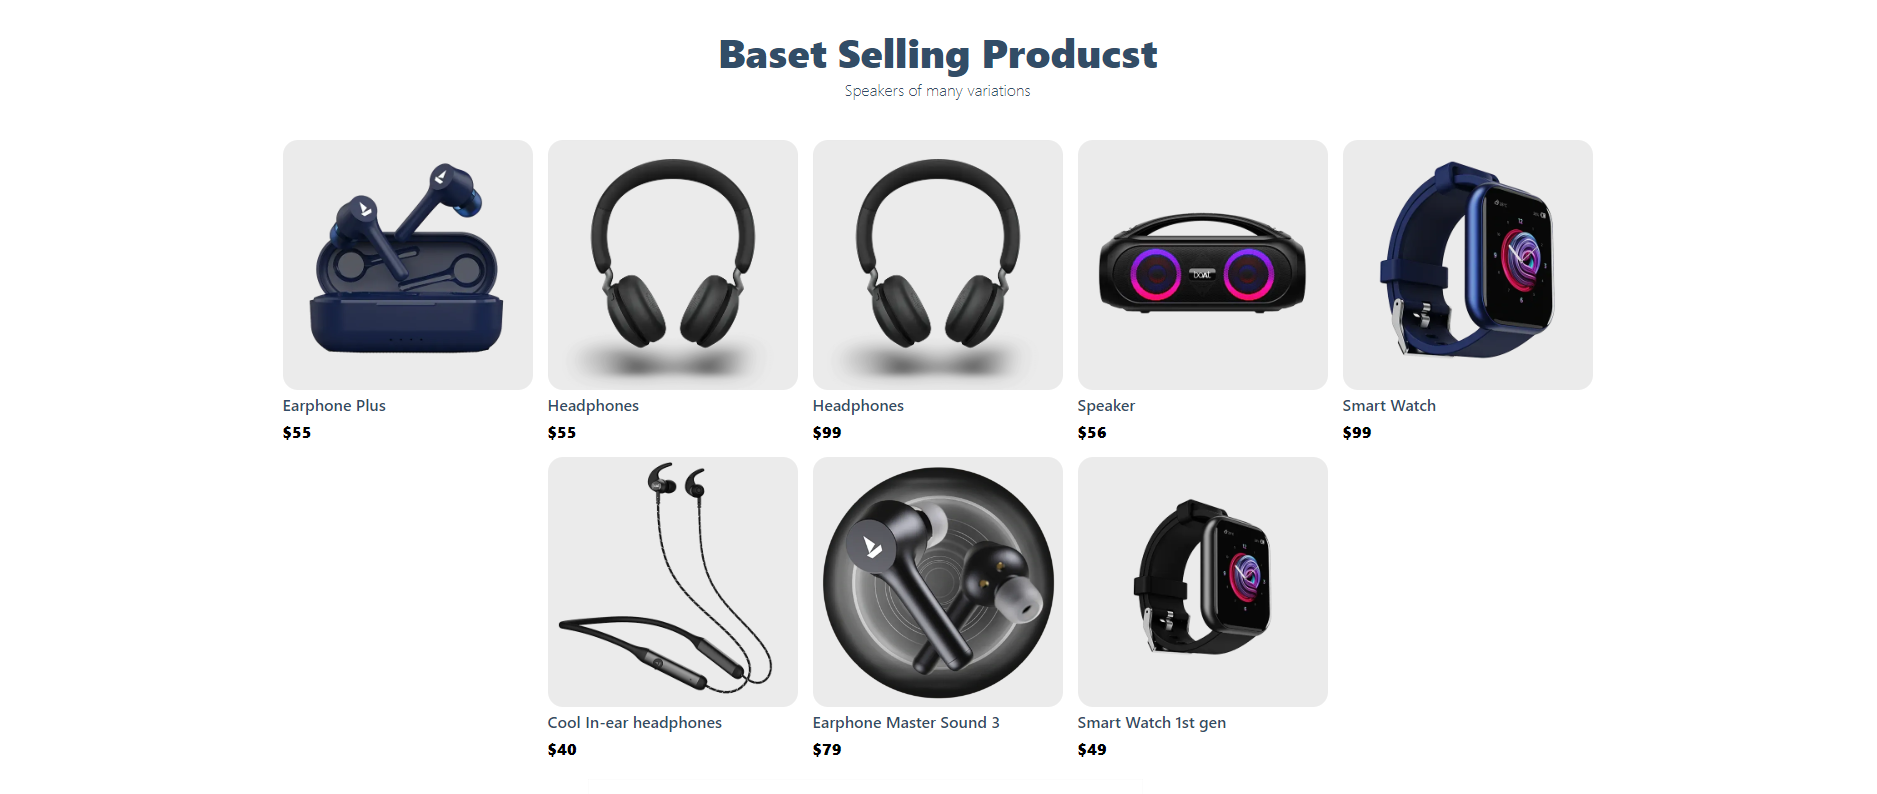 Baset Selling Producst
Speakers of many variations
Earphone Plus
$55
Headphones
$55
Headphones
$99
Speaker
$56
Smart Watch
$99
Cool In-ear headphones
$40
Earphone Master Sound 3
$79
Smart Watch 1st gen
$49